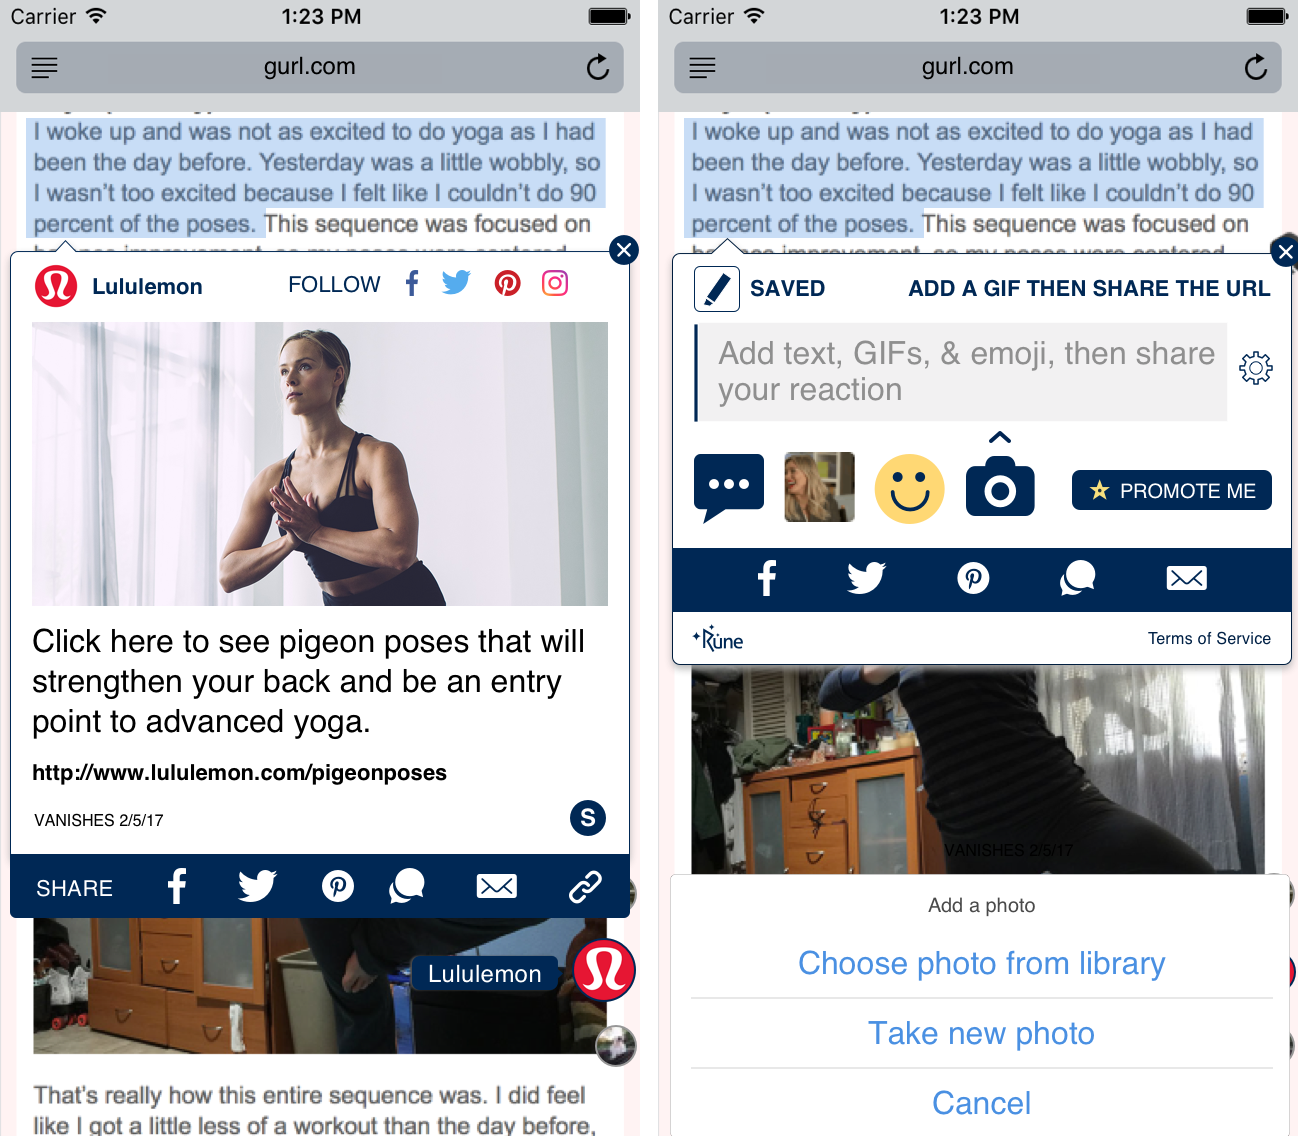 Carrier 1:23 PM
gurl.com
I woke up and was not as excited to do yoga as I had
been the day before. Yesterday was a little wobbly, so
I wasn't too excited because I felt like I couldn't do 90
percent of the poses. This sequence was focused on
Lululemon FOLLOW
Click here to see pigeon poses that will
strengthen your back and be an entry
point to advanced yoga.
http://www.lululemon.com/pigeonposes
VANISHES 2/5/17 S
SHARE
Lululemon
That's really how this entire sequence was. I did feel
like I got a little less of a workout than the day before,
Carrier 1:23 PM
gurl.com
I woke up and was not as excited to do yoga as I had
been the day before. Yesterday was a little wobbly, so
I wasn't too excited because I felt like I couldn't do 90
percent of the poses. This sequence was focused on
SAVED ADD A GIF THEN SHARE THE URL
Add text, GIFs, & emoji, then share
your reaction
PROMOTE ME
Rune Terms of Service
VANISHES 2/5/17
Add a photo
Choose photo from library
Take new photo
Cancel